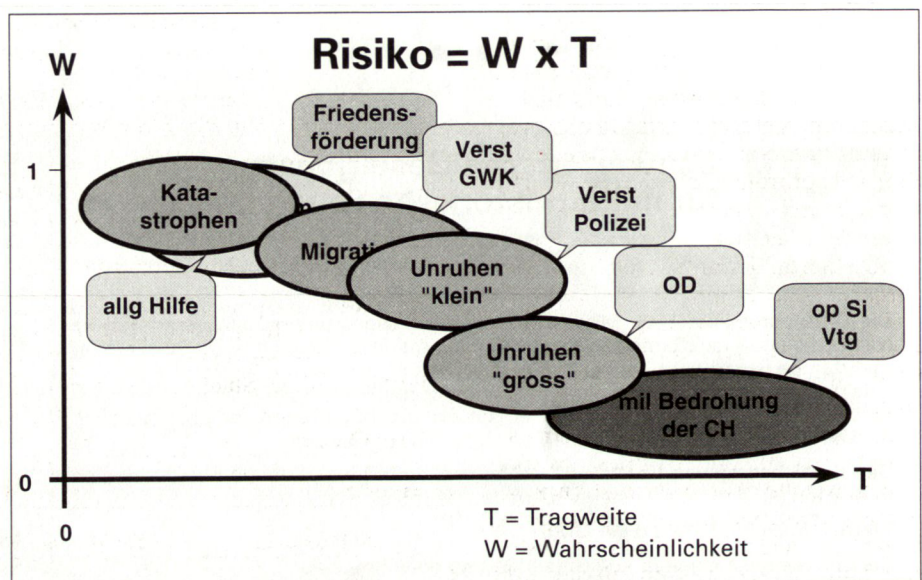 Risiko = W x T
W
Friedens-
förderung
Verst
GWK
1
Kata-
strophen
Verst
Polizei
Migrati
Unruhen
"klein"
allg Hilfe
OD
op Si
Vtg
Unruhen
"gross"
mil Bedrohung
der CH
0
T
0
T = Tragweite
W = Wahrscheinlichkeit